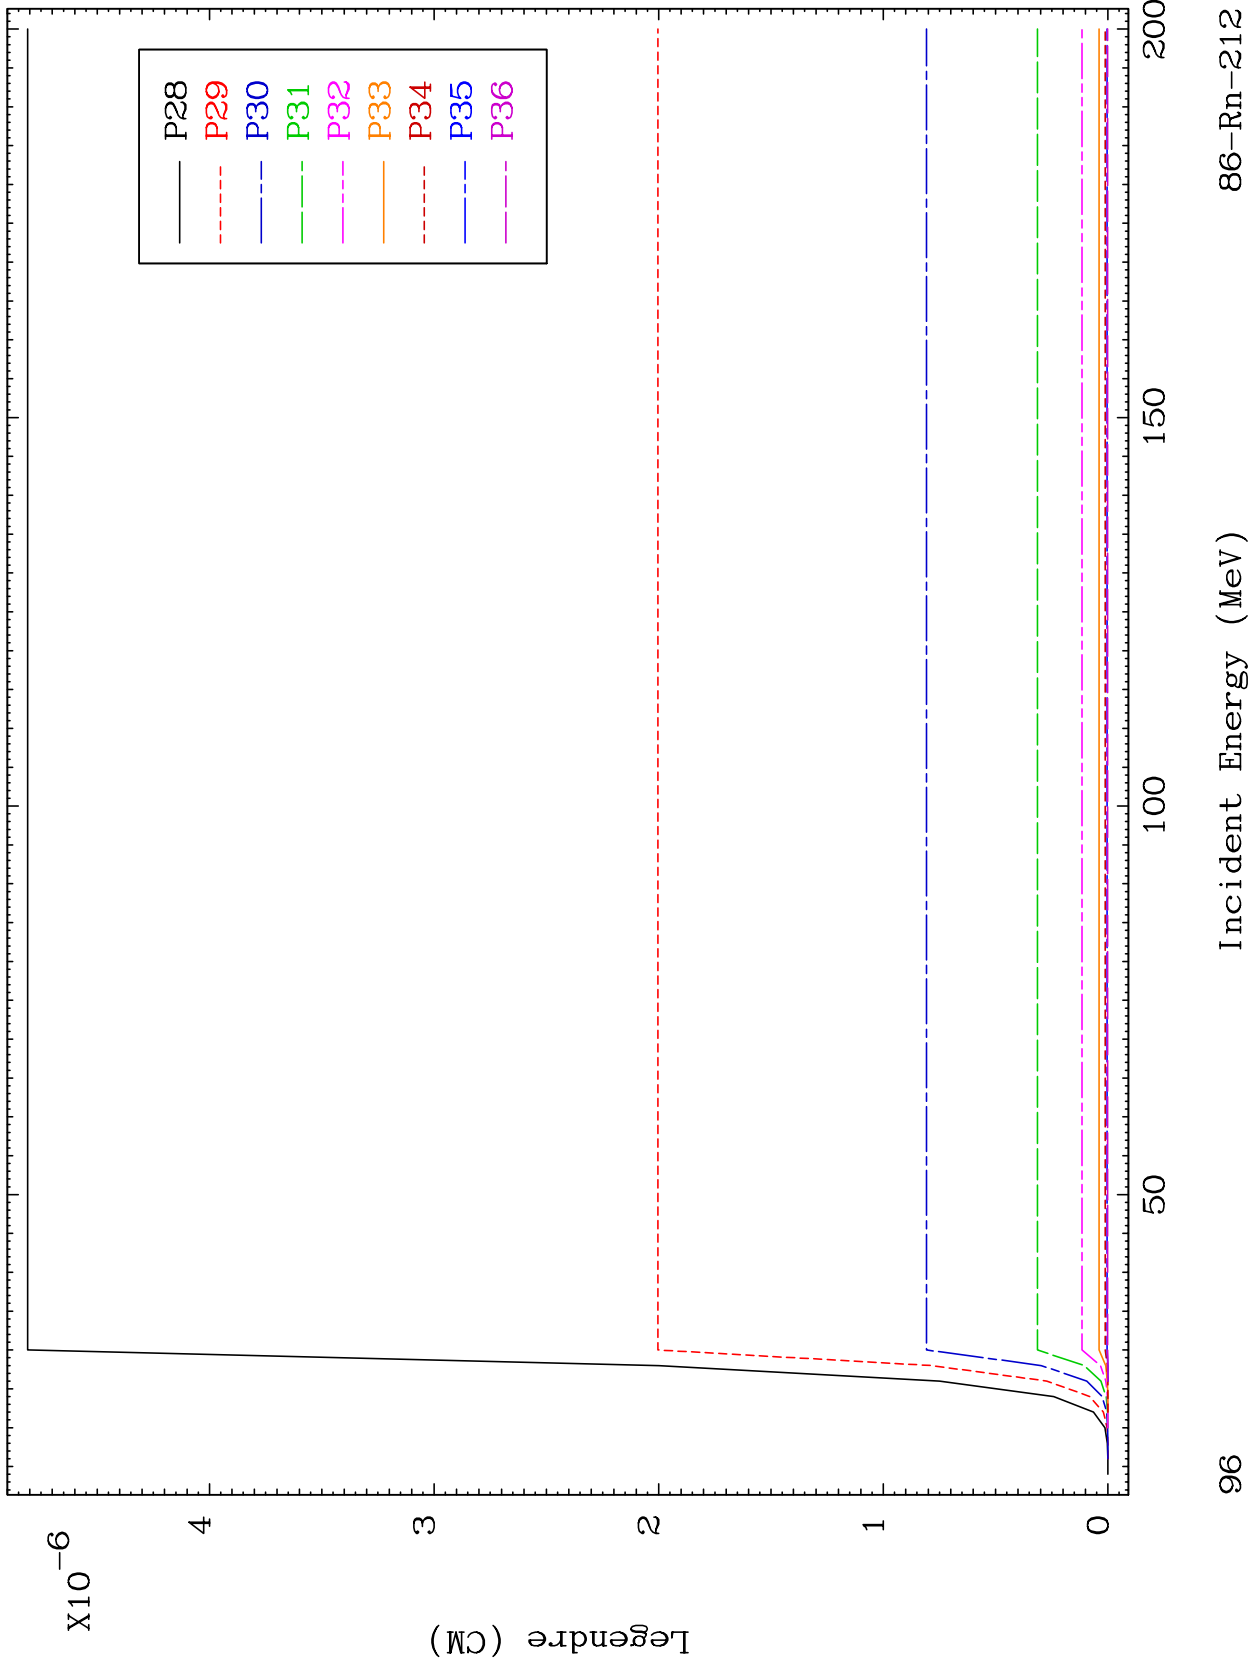 X10-6
4
3
2
1
0
Legendre (CM)
P28
P29
P30
P31
P32
P33
P34
P35
P36
50
100
150
200
Incident Energy (MeV)
96
86-Rn-212